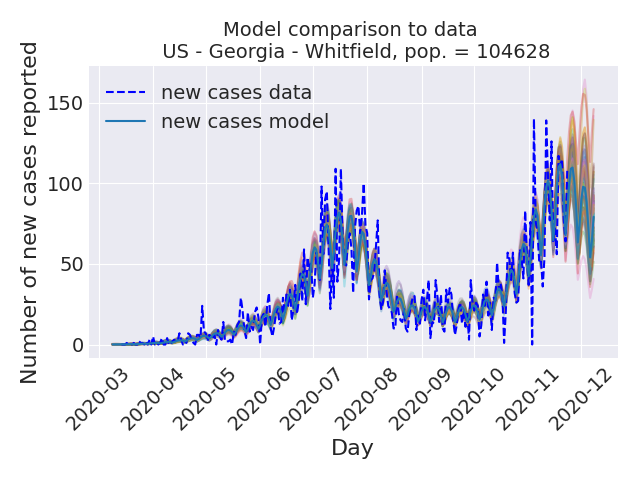 Model comparison to data
US - Georgia - Whitfield, pop. = 104628
Number of new cases reported
150
100
50
0
new cases data
new cases model
2020-03
2020-04
2020-05
2020-06
2020-07
2020-08
2020-09
2020-10
2020-11
2020-12
Day